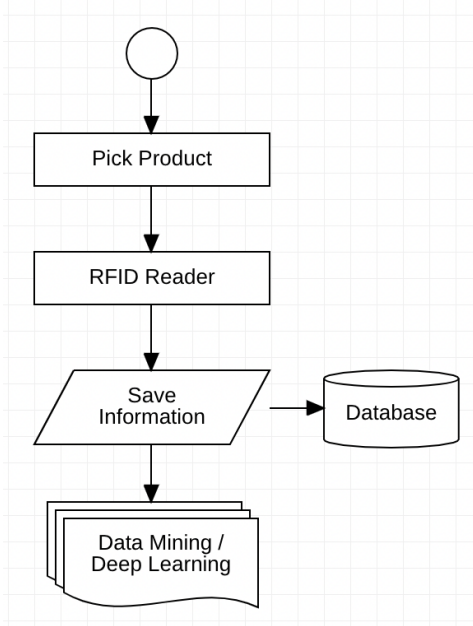 Pick Product
RFID Reader
Save
Information
Database
Data Mining /
Deep Learning